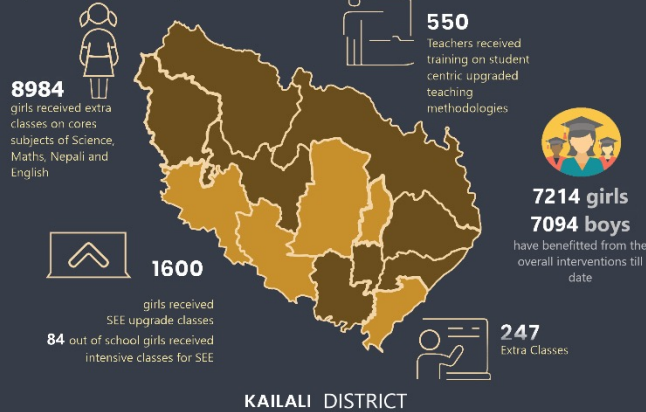 8984
girls received extra
classes on cores
subjects of Science,
Maths, Nepali and
English
550
Teachers received
training on student
centric upgraded
teaching
methodologies
7214 girls
7094 boys
have benefitted from the
overall interventions till
date
1600
girls received
SEE upgrade classes
84 out of school girls received
intensive classes for SEE
247
Extra Classes
KAILALI DISTRICT